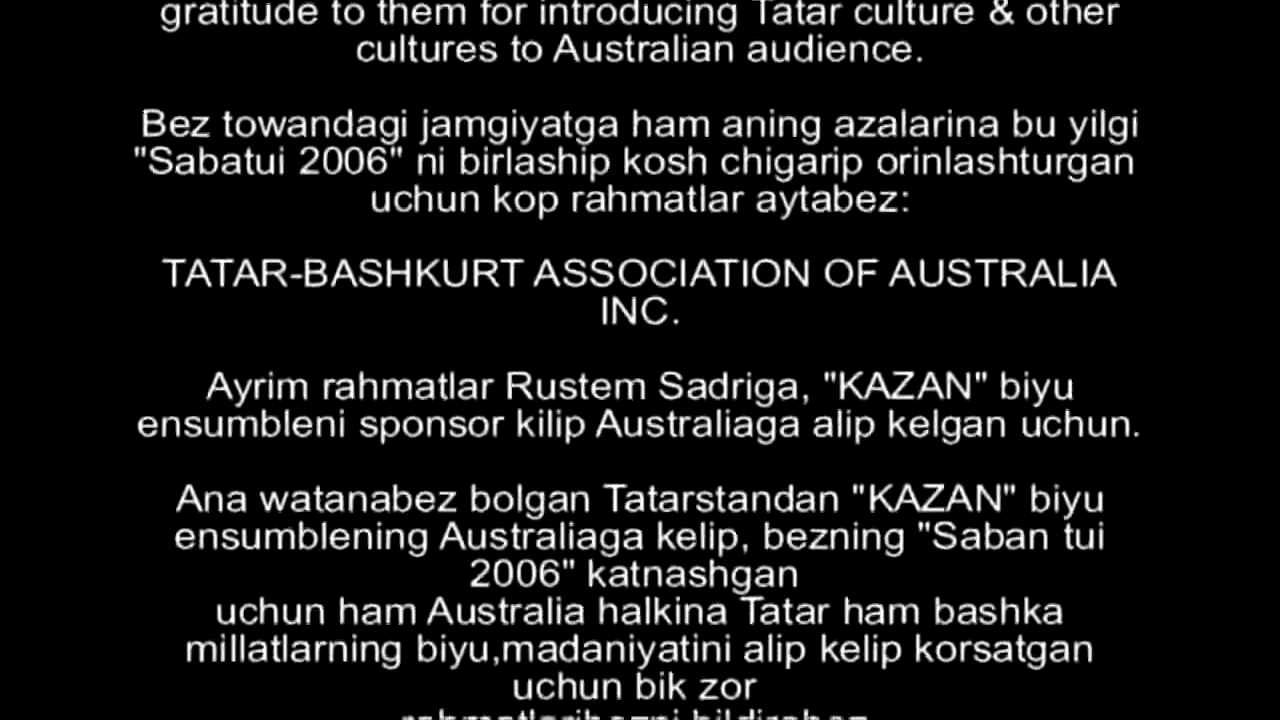 gratitude to them for introducing Tatar culture & other
cultures to Australian audience.
Bez towandagi jamgiyatga ham aning azalarina bu yilgi
"Sabatui 2006" ni birlaship kosh chigarip orinlashturgan
uchun kop rahmatlar aytabez:
TATAR-BASHKURT ASSOCIATION OF AUSTRALIA
INC.
Ayrim rahmatlar Rustem Sadriga, "KAZAN" biyu
ensumbleni sponsor kilip Australiaga alip kelgan uchun.
Ana watanabez bolgan Tatarstandan "KAZAN" biyu
ensumblening Australiaga kelip, bezning "Saban tui
2006" katnashgan
uchun ham Australia halkina Tatar ham bashka
millatlarning biyu,madaniyatini alip kelip korsatgan
uchun bik zor